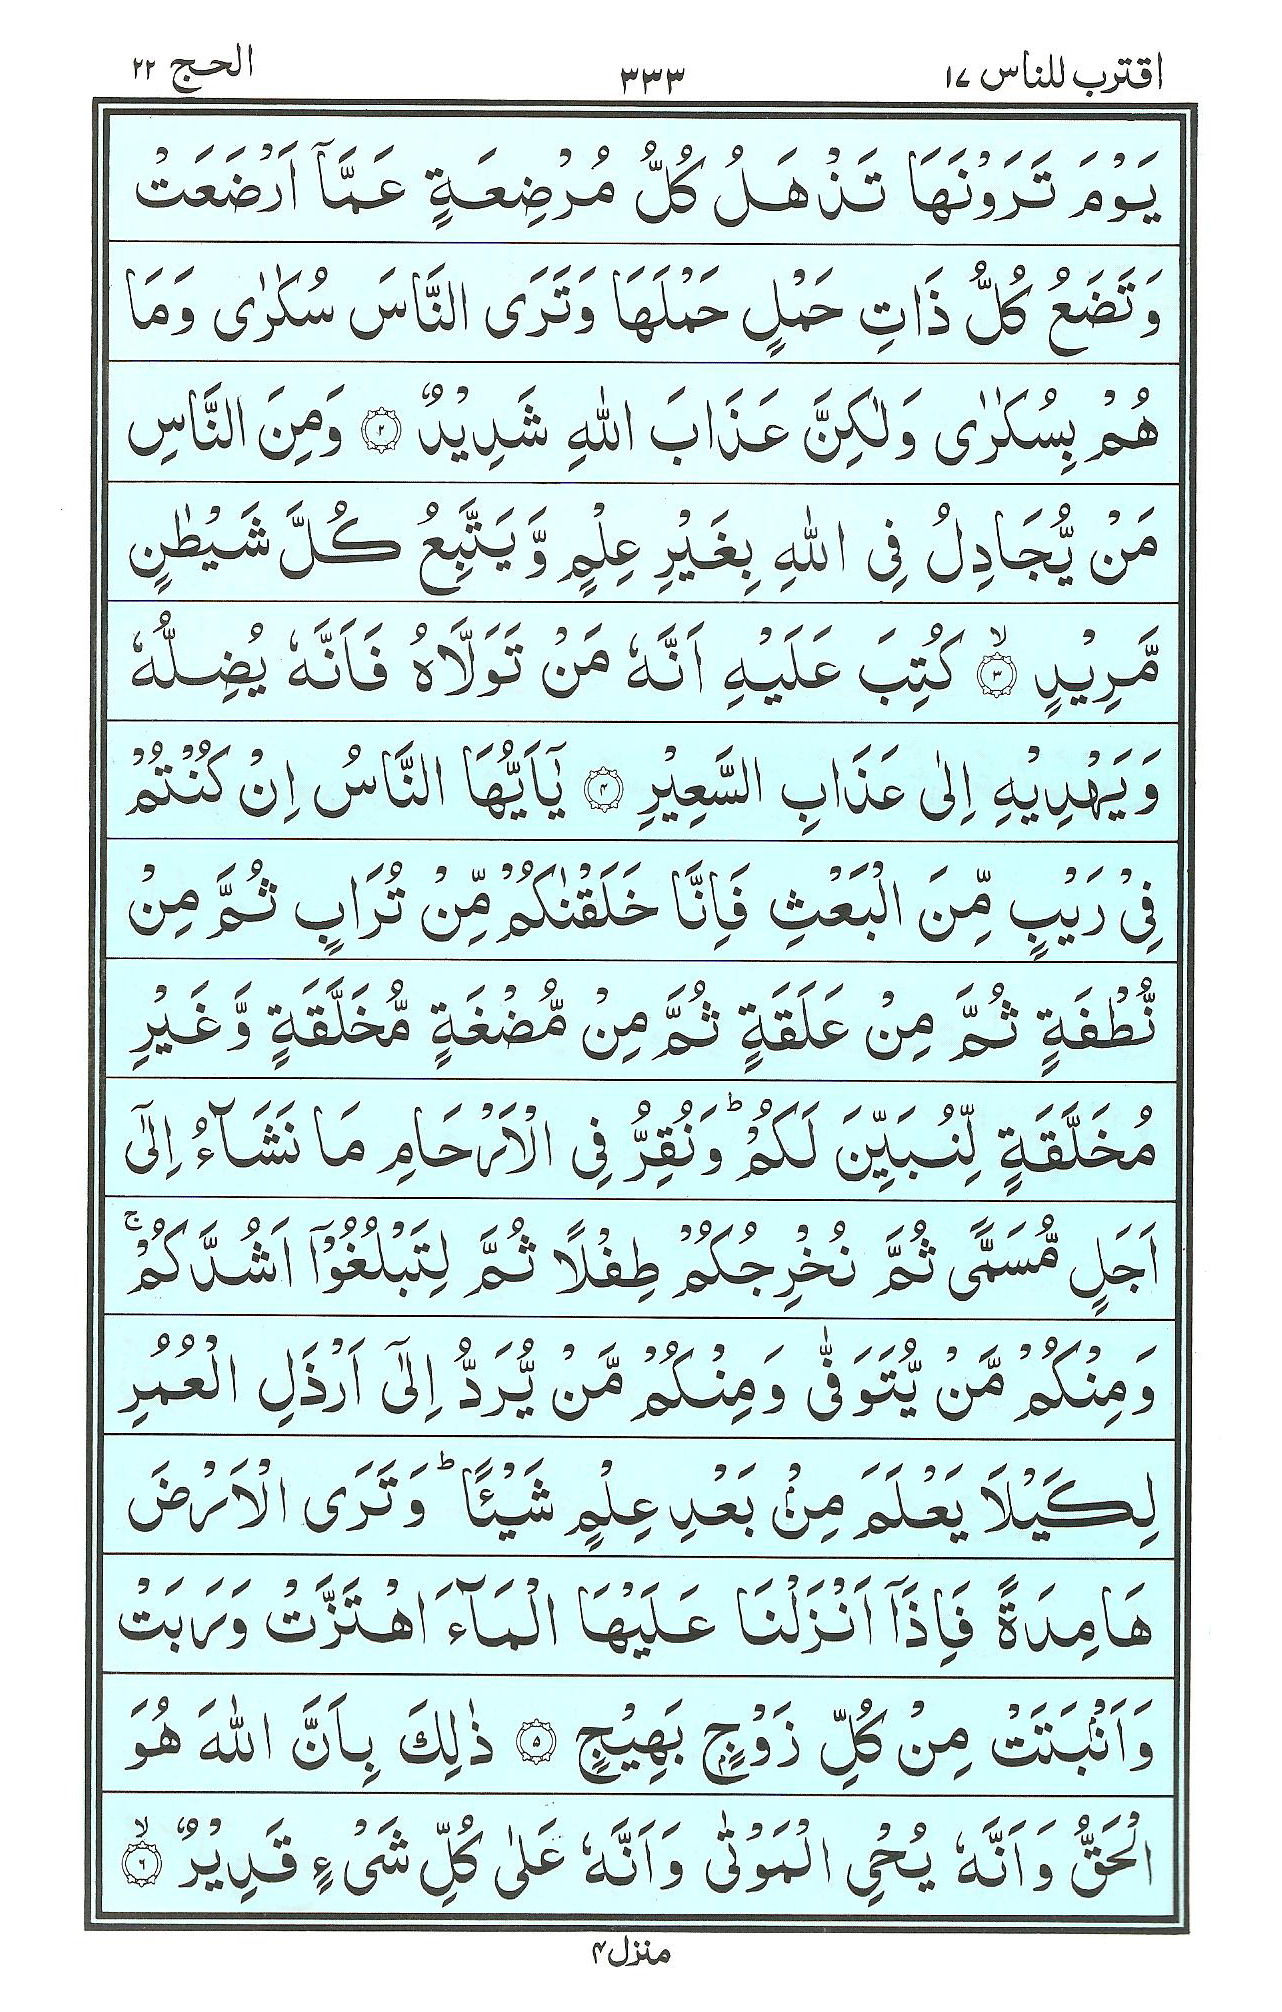 اقترب للناس ١٧
٣٣٣
الحج ٢٢
يَوْمَ تَرَوْنَهَا تَذْهَلُ كُلُّ مُرْضِعَةٍ عَمَّآ اَرْضَعَتْ
وَتَضَعُ كُلُّ ذَاتِ حَمْلٍ حَمْلَهَا وَتَرَى النَّاسَ سُكٰرٰى وَمَا
هُمْ بِسُكٰرٰى وَلٰكِنَّ عَذَابَ اللّٰهِ شَدِيْدٌ ۝٢ وَمِنَ النَّاسِ
مَنْ يُّجَادِلُ فِى اللّٰهِ بِغَيْرِ عِلْمٍ وَّيَتَّبِعُ كُلَّ شَيْطٰنٍ
مَّرِيْدٍ ۝٣ۙ كُتِبَ عَلَيْهِ اَنَّهٗ مَنْ تَوَلَّاهُ فَاَنَّهٗ يُضِلُّهٗ
وَيَهْدِيْهِ اِلٰى عَذَابِ السَّعِيْرِ ۝٤ يٰٓاَيُّهَا النَّاسُ اِنْ كُنْتُمْ
فِيْ رَيْبٍ مِّنَ الْبَعْثِ فَاِنَّا خَلَقْنٰكُمْ مِّنْ تُرَابٍ ثُمَّ مِنْ
نُّطْفَةٍ ثُمَّ مِنْ عَلَقَةٍ ثُمَّ مِنْ مُّضْغَةٍ مُّخَلَّقَةٍ وَّغَيْرِ
مُخَلَّقَةٍ لِّنُبَيِّنَ لَكُمْ ؕ وَنُقِرُّ فِى الْاَرْحَامِ مَا نَشَآءُ اِلٰٓى
اَجَلٍ مُّسَمًّى ثُمَّ نُخْرِجُكُمْ طِفْلًا ثُمَّ لِتَبْلُغُوْٓا اَشُدَّكُمْ ۚ
وَمِنْكُمْ مَّنْ يُّتَوَفّٰى وَمِنْكُمْ مَّنْ يُّرَدُّ اِلٰٓى اَرْذَلِ الْعُمُرِ
لِكَيْلَا يَعْلَمَ مِنْۢ بَعْدِ عِلْمٍ شَيْئًا ؕ وَتَرَى الْاَرْضَ
هَامِدَةً فَاِذَآ اَنْزَلْنَا عَلَيْهَا الْمَآءَ اهْتَزَّتْ وَرَبَتْ
وَاَنْۢبَتَتْ مِنْ كُلِّ زَوْجٍۭ بَهِيْجٍ ۝٥ ذٰلِكَ بِاَنَّ اللّٰهَ هُوَ
الْحَقُّ وَاَنَّهٗ يُحْىِ الْمَوْتٰى وَاَنَّهٗ عَلٰى كُلِّ شَىْءٍ قَدِيْرٌ ۝٦ۙ
منزل ٤